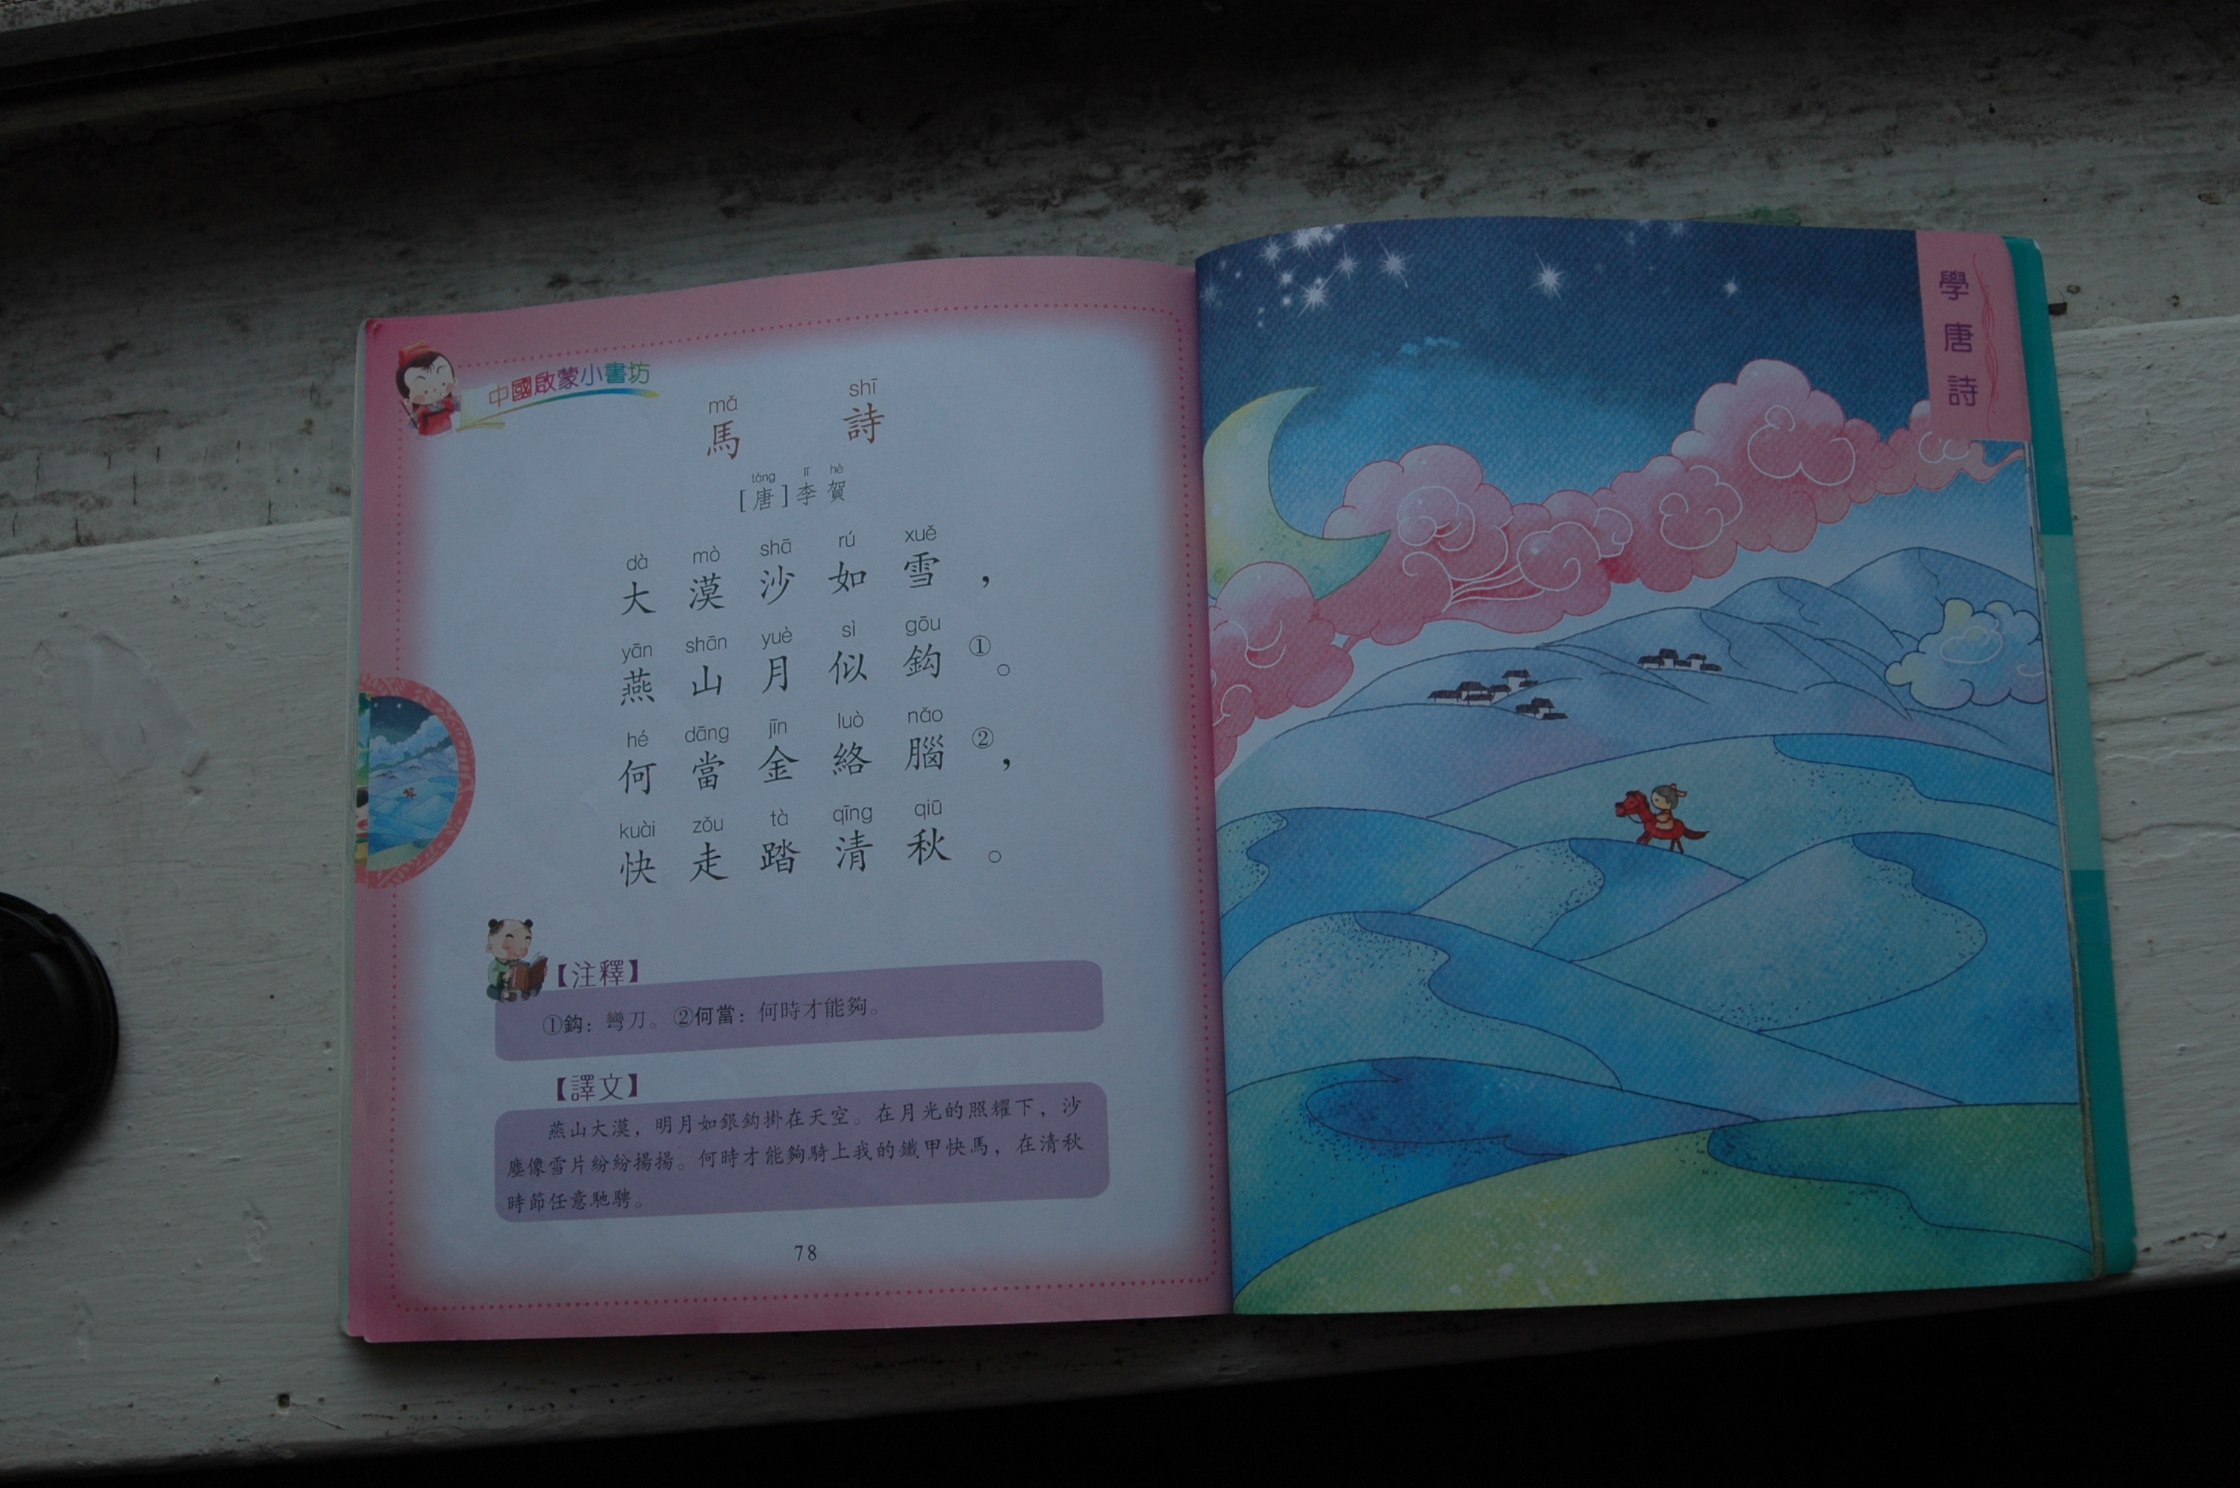 中國啟蒙小書坊
mǎ shī
馬 詩
táng lǐ hè
[唐]李賀
dà mò shā rú xuě
大漠沙如雪，
yān shān yuè sì gōu
燕山月似鈎①。
hé dāng jīn luò nǎo
何當金絡腦②，
kuài zǒu tà qīng qiū
快走踏清秋。
【注釋】
①鈎：彎刀。②何當：何時才能夠。
【譯文】
燕山大漠，明月如銀鈎掛在天空。在月光的照耀下，沙
塵像雪片紛紛揚揚。何時才能夠騎上我的鐵甲快馬，在清秋
時節任意馳騁。
78
學唐詩